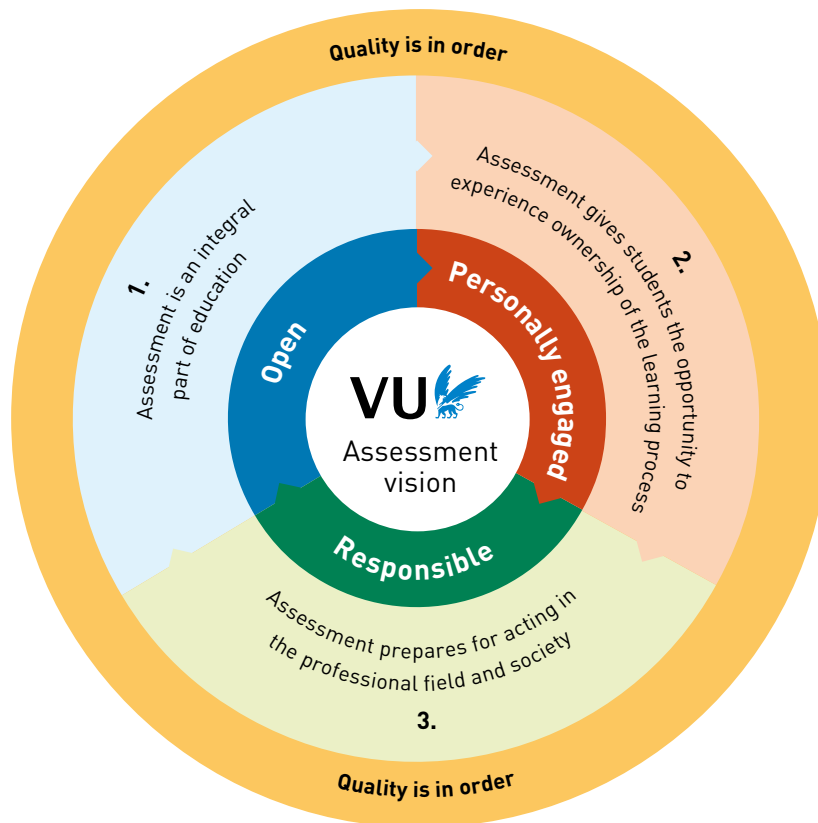 Quality is in order
1.
Assessment is an integral
part of education
2.
Assessment gives students the opportunity to
experience ownership of the learning process
Open
Personally engaged
VU
Assessment
vision
Responsible
Assessment prepares for acting in
the professional field and society
3.
Quality is in order